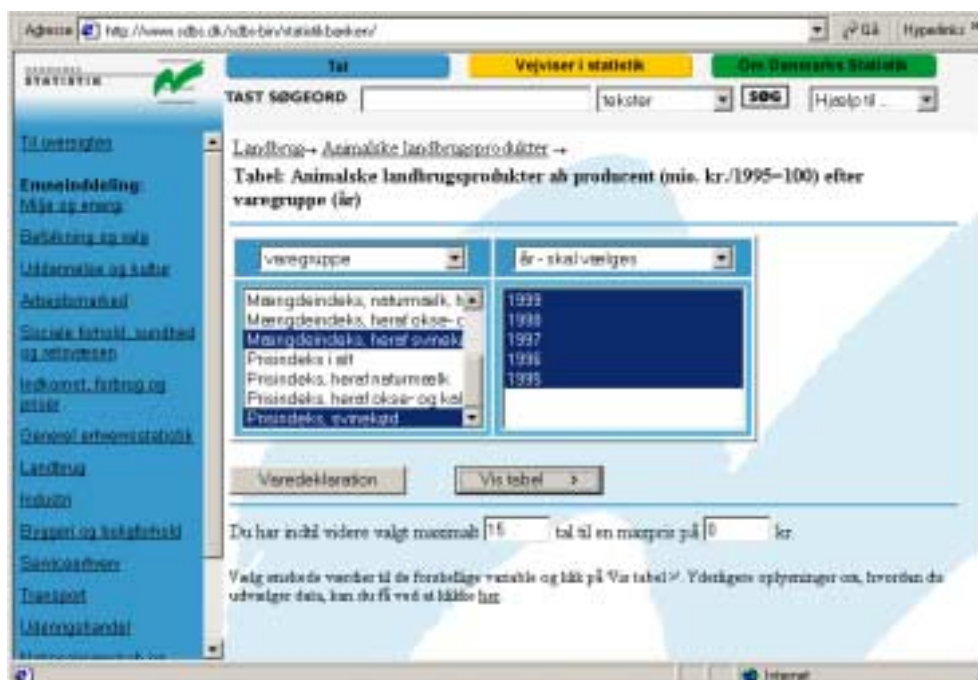 Adresse http://www.sdbs.dk/sdbs-bin/statistikbanken/ Gå Hyperlinks »
STATISTIK
Tal Vejviser i statistik Om Danmarks Statistik
TAST SØGEORD tekster SØG Hjælp til ..
Til oversigten
Emneinddeling:
Miljø og energi
Befolkning og valg
Uddannelse og kultur
Arbejdsmarked
Sociale forhold, sundhed
og retsvæsen
Indkomst, forbrug og
priser
Generel erhvervsstatistik
Landbrug
Industri
Byggeri og boligforhold
Serviceerhverv
Transport
Udenrigshandel
Landbrug→ Animalske landbrugsprodukter →
Tabel: Animalske landbrugsprodukter ab producent (mio. kr./1995=100) efter
varegruppe (år)
varegruppe
Mængdeindeks, naturmælk, h
Mængdeindeks, heraf okse- o
Mængdeindeks, heraf svinekø
Prisindeks i alt
Prisindeks, heraf naturmælk
Prisindeks, heraf okse- og kal
Prisindeks, svinekød
år - skal vælges
1999
1998
1997
1996
1995
Varedeklaration Vis tabel >
Du har indtil videre valgt maximalt 15 tal til en maxpris på 0 kr
Vælg ønskede værdier til de forskellige variable og klik på 'Vis tabel >'. Yderligere oplysninger om, hvordan du
udvælger data, kan du få ved at klikke her
Internet